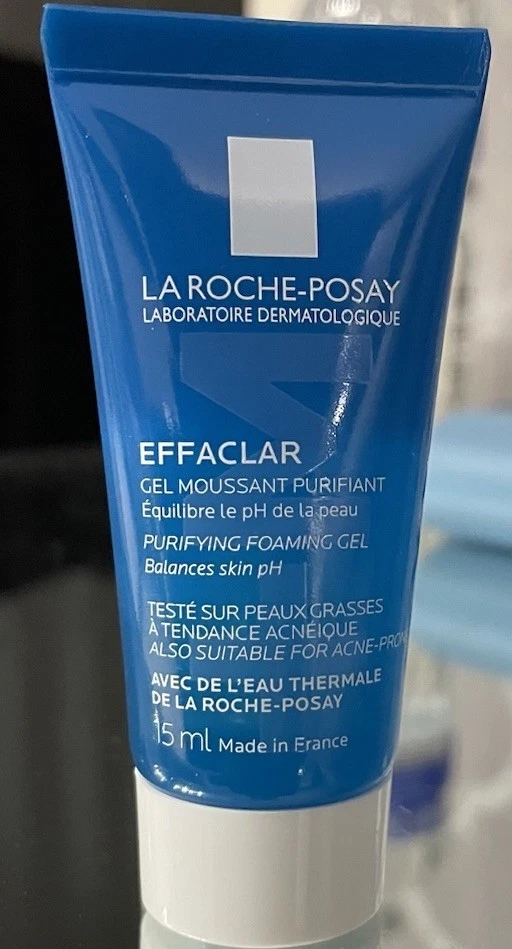 LA ROCHE-POSAY
LABORATOIRE DERMATOLOGIQUE
EFFACLAR
GEL MOUSSANT PURIFIANT
Équilibre le pH de la peau
PURIFYING FOAMING GEL
Balances skin pH
TESTÉ SUR PEAUX GRASSES
À TENDANCE ACNÉIQUE
ALSO SUITABLE FOR ACNE-PRON
AVEC DE L'EAU THERMALE
DE LA ROCHE-POSAY
15 ml Made in France